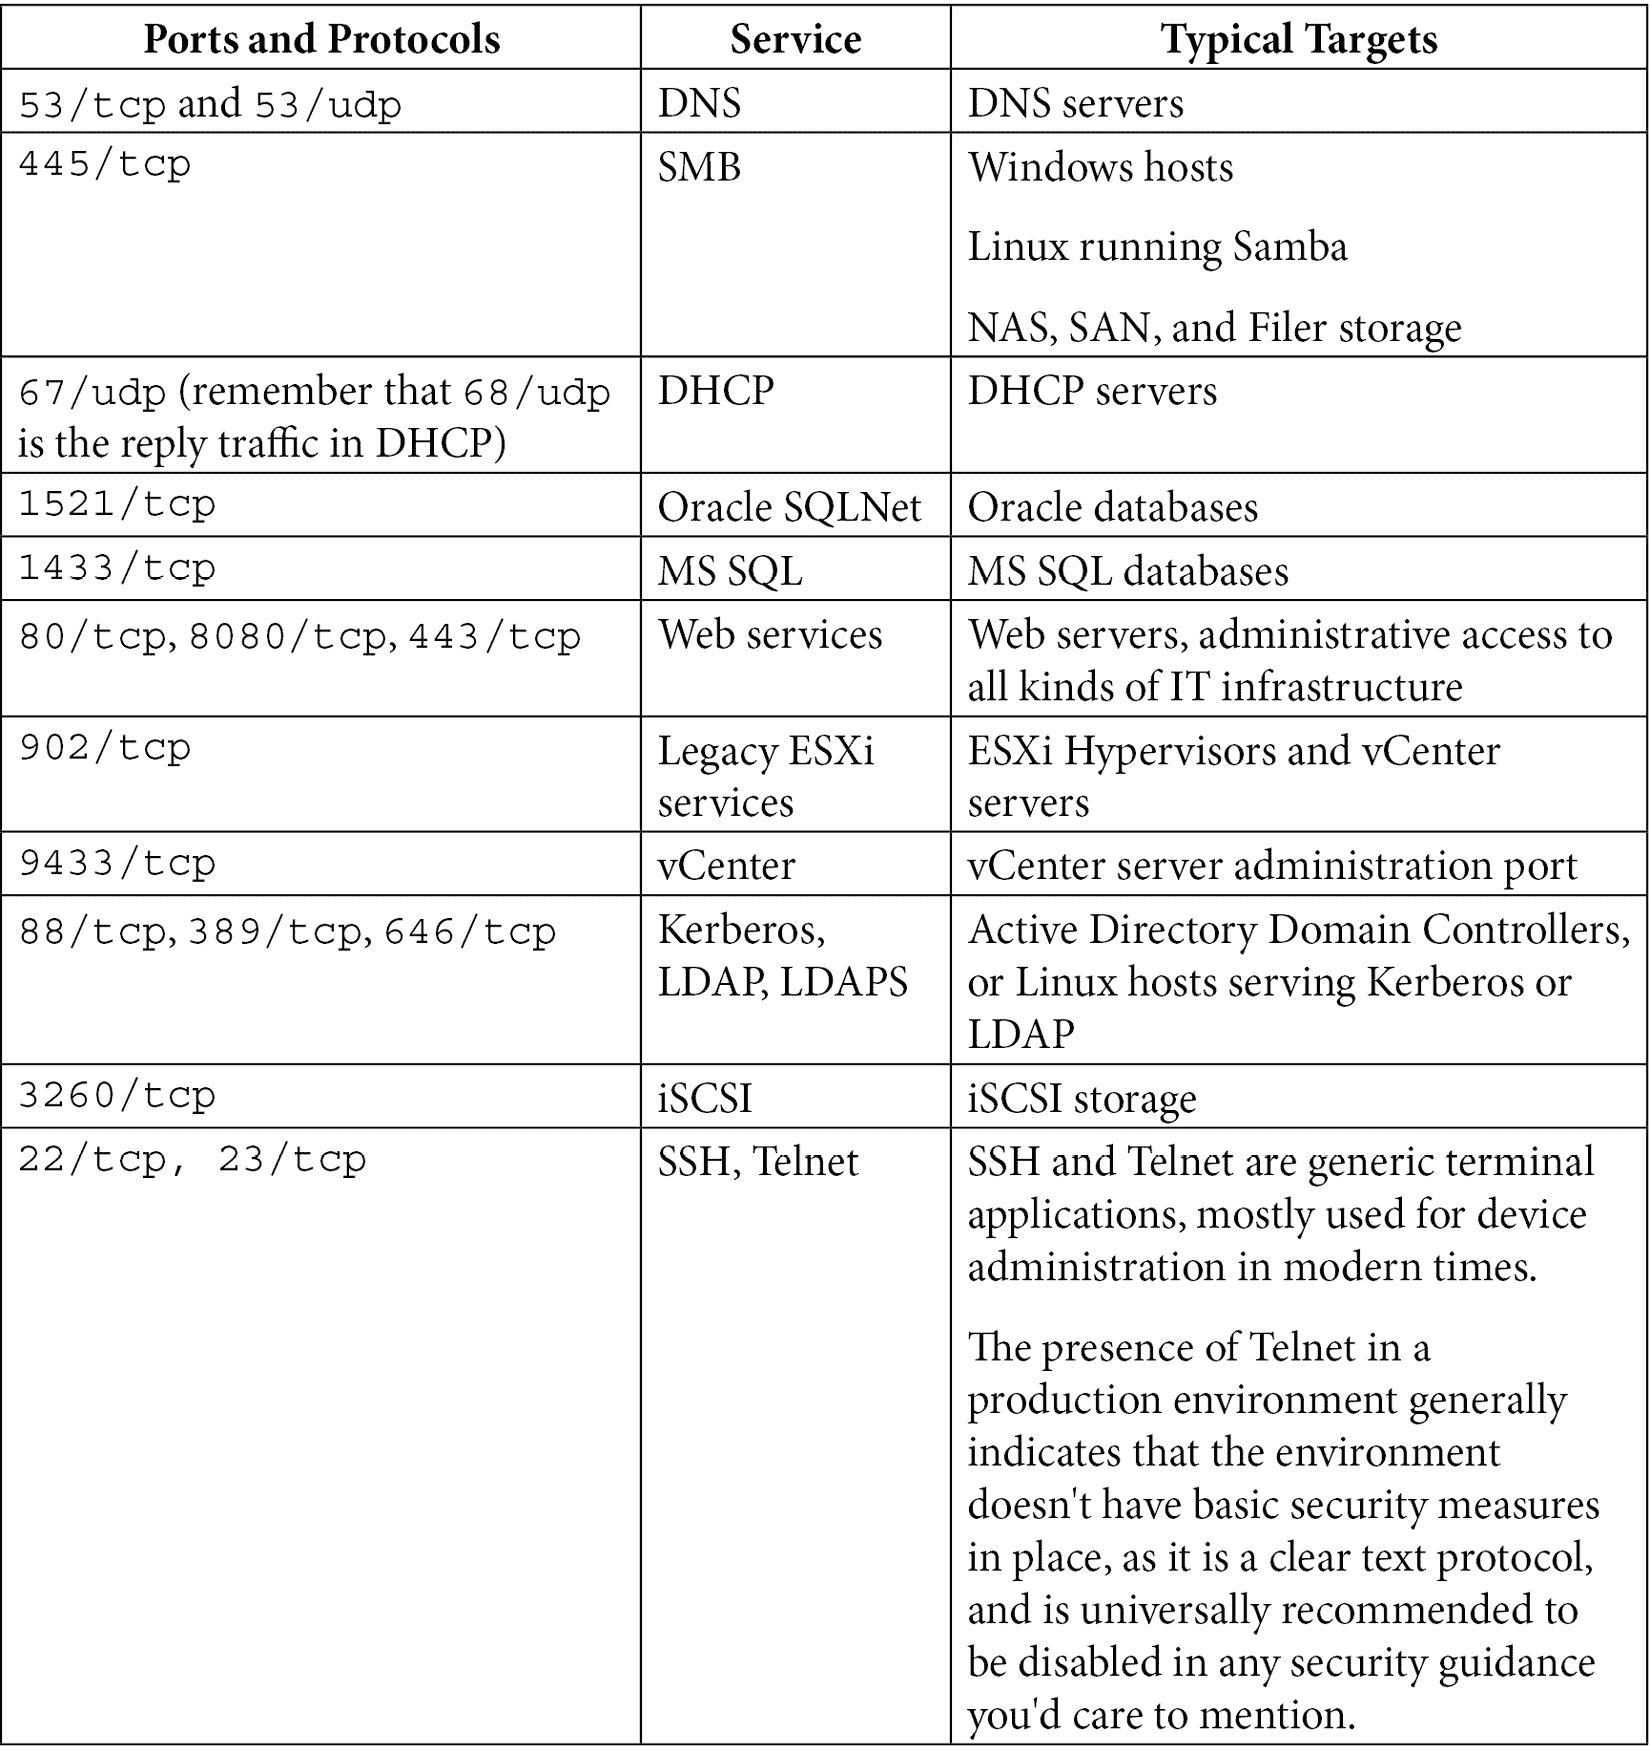 Ports and Protocols Service Typical Targets
53/tcp and 53/udp DNS DNS servers
445/tcp SMB Windows hosts
Linux running Samba
NAS, SAN, and Filer storage
67/udp (remember that 68/udp DHCP DHCP servers
is the reply traffic in DHCP)
1521/tcp Oracle SQLNet Oracle databases
1433/tcp MS SQL MS SQL databases
80/tcp, 8080/tcp, 443/tcp Web services Web servers, administrative access to
all kinds of IT infrastructure
902/tcp Legacy ESXi ESXi Hypervisors and vCenter
services servers
9433/tcp vCenter vCenter server administration port
88/tcp, 389/tcp, 646/tcp Kerberos, Active Directory Domain Controllers,
LDAP, LDAPS or Linux hosts serving Kerberos or
LDAP
3260/tcp iSCSI iSCSI storage
22/tcp, 23/tcp SSH, Telnet SSH and Telnet are generic terminal
applications, mostly used for device
administration in modern times.
The presence of Telnet in a
production environment generally
indicates that the environment
doesn't have basic security measures
in place, as it is a clear text protocol,
and is universally recommended to
be disabled in any security guidance
you'd care to mention.